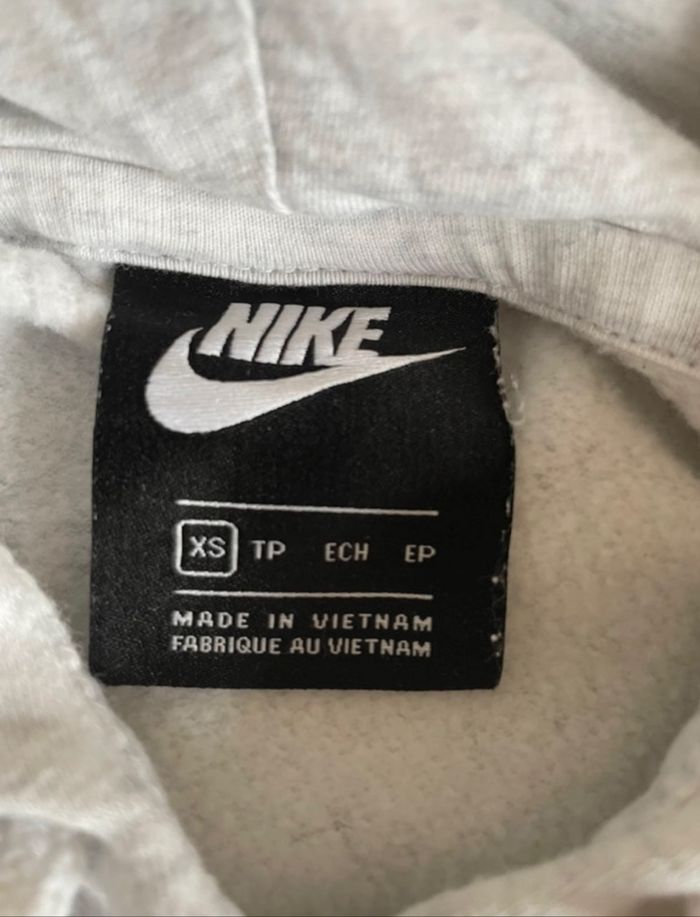 NIKE
XS TP ECH EP
MADE IN VIETNAM
FABRIQUE AU VIETNAM